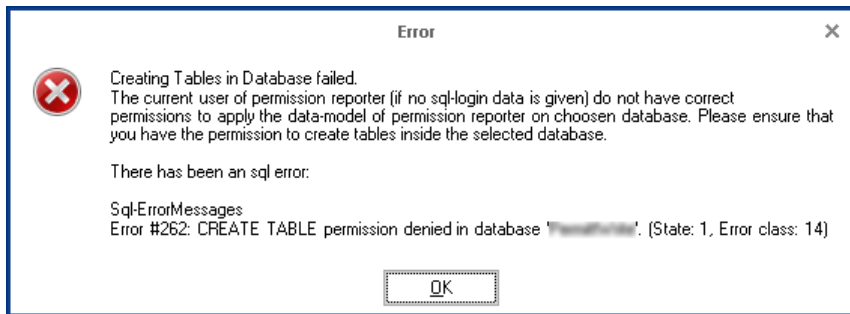 Error
Creating Tables in Database failed.
The current user of permission reporter (if no sql-login data is given) do not have correct
permissions to apply the data-model of permission reporter on choosen database. Please ensure that
you have the permission to create tables inside the selected database.
There has been an sql error:
Sql-ErrorMessages
Error #262: CREATE TABLE permission denied in database ''. (State: 1, Error class: 14)
OK